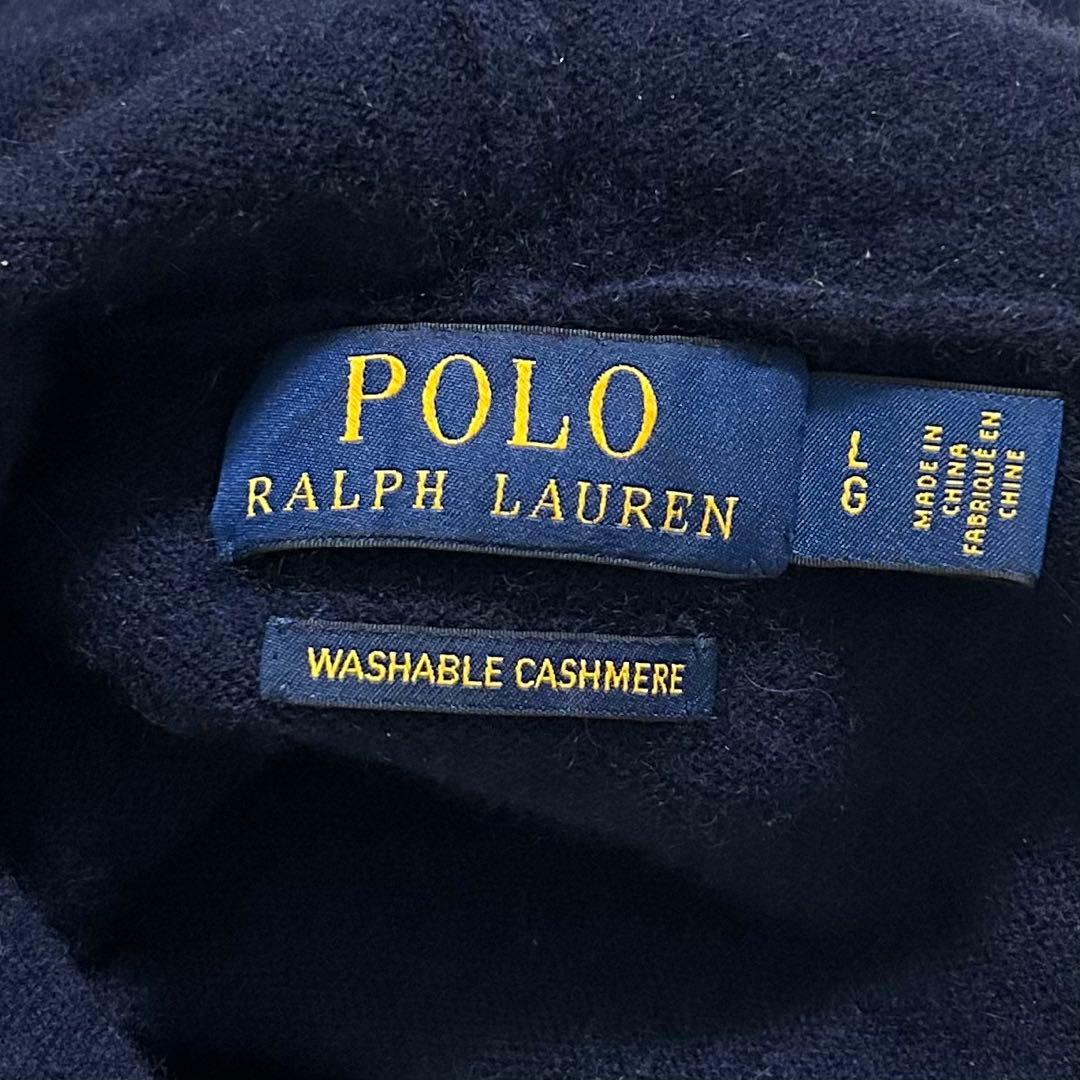 POLO
RALPH LAUREN
L
G
MADE IN
CHINA
FABRIQUÉ EN
CHINE
WASHABLE CASHMERE